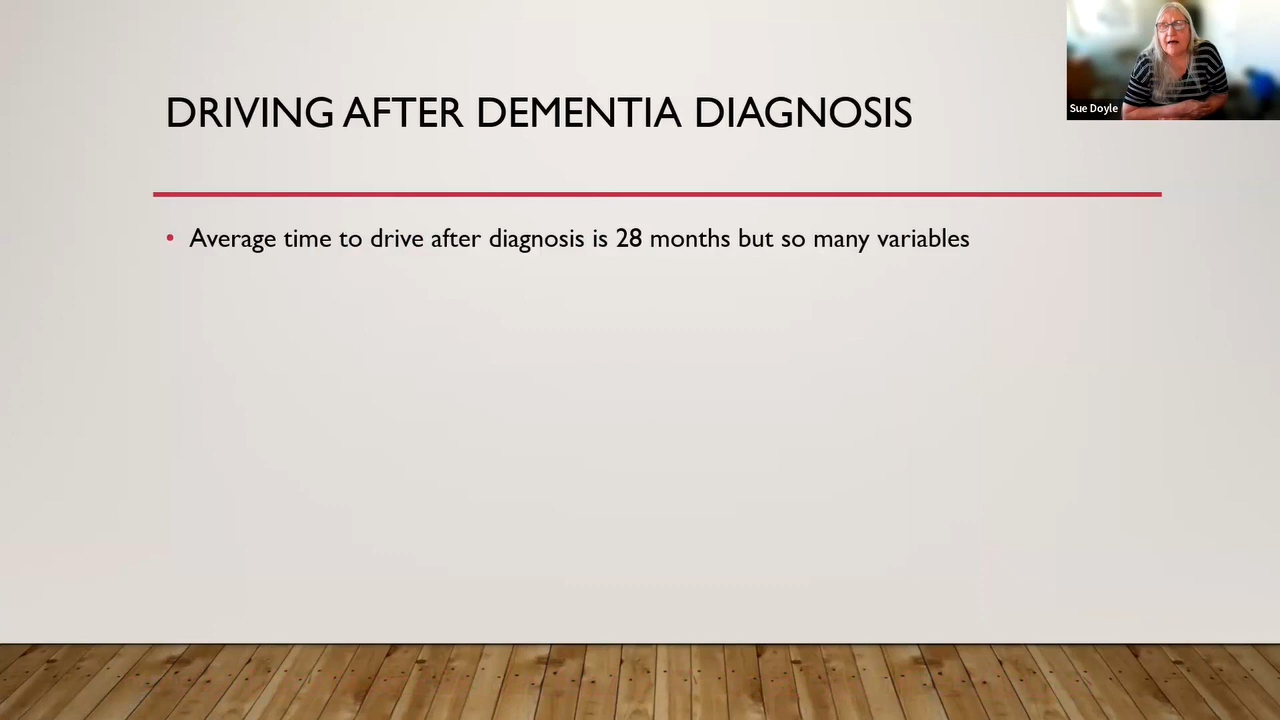 Sue Doyle
DRIVING AFTER DEMENTIA DIAGNOSIS
• Average time to drive after diagnosis is 28 months but so many variables